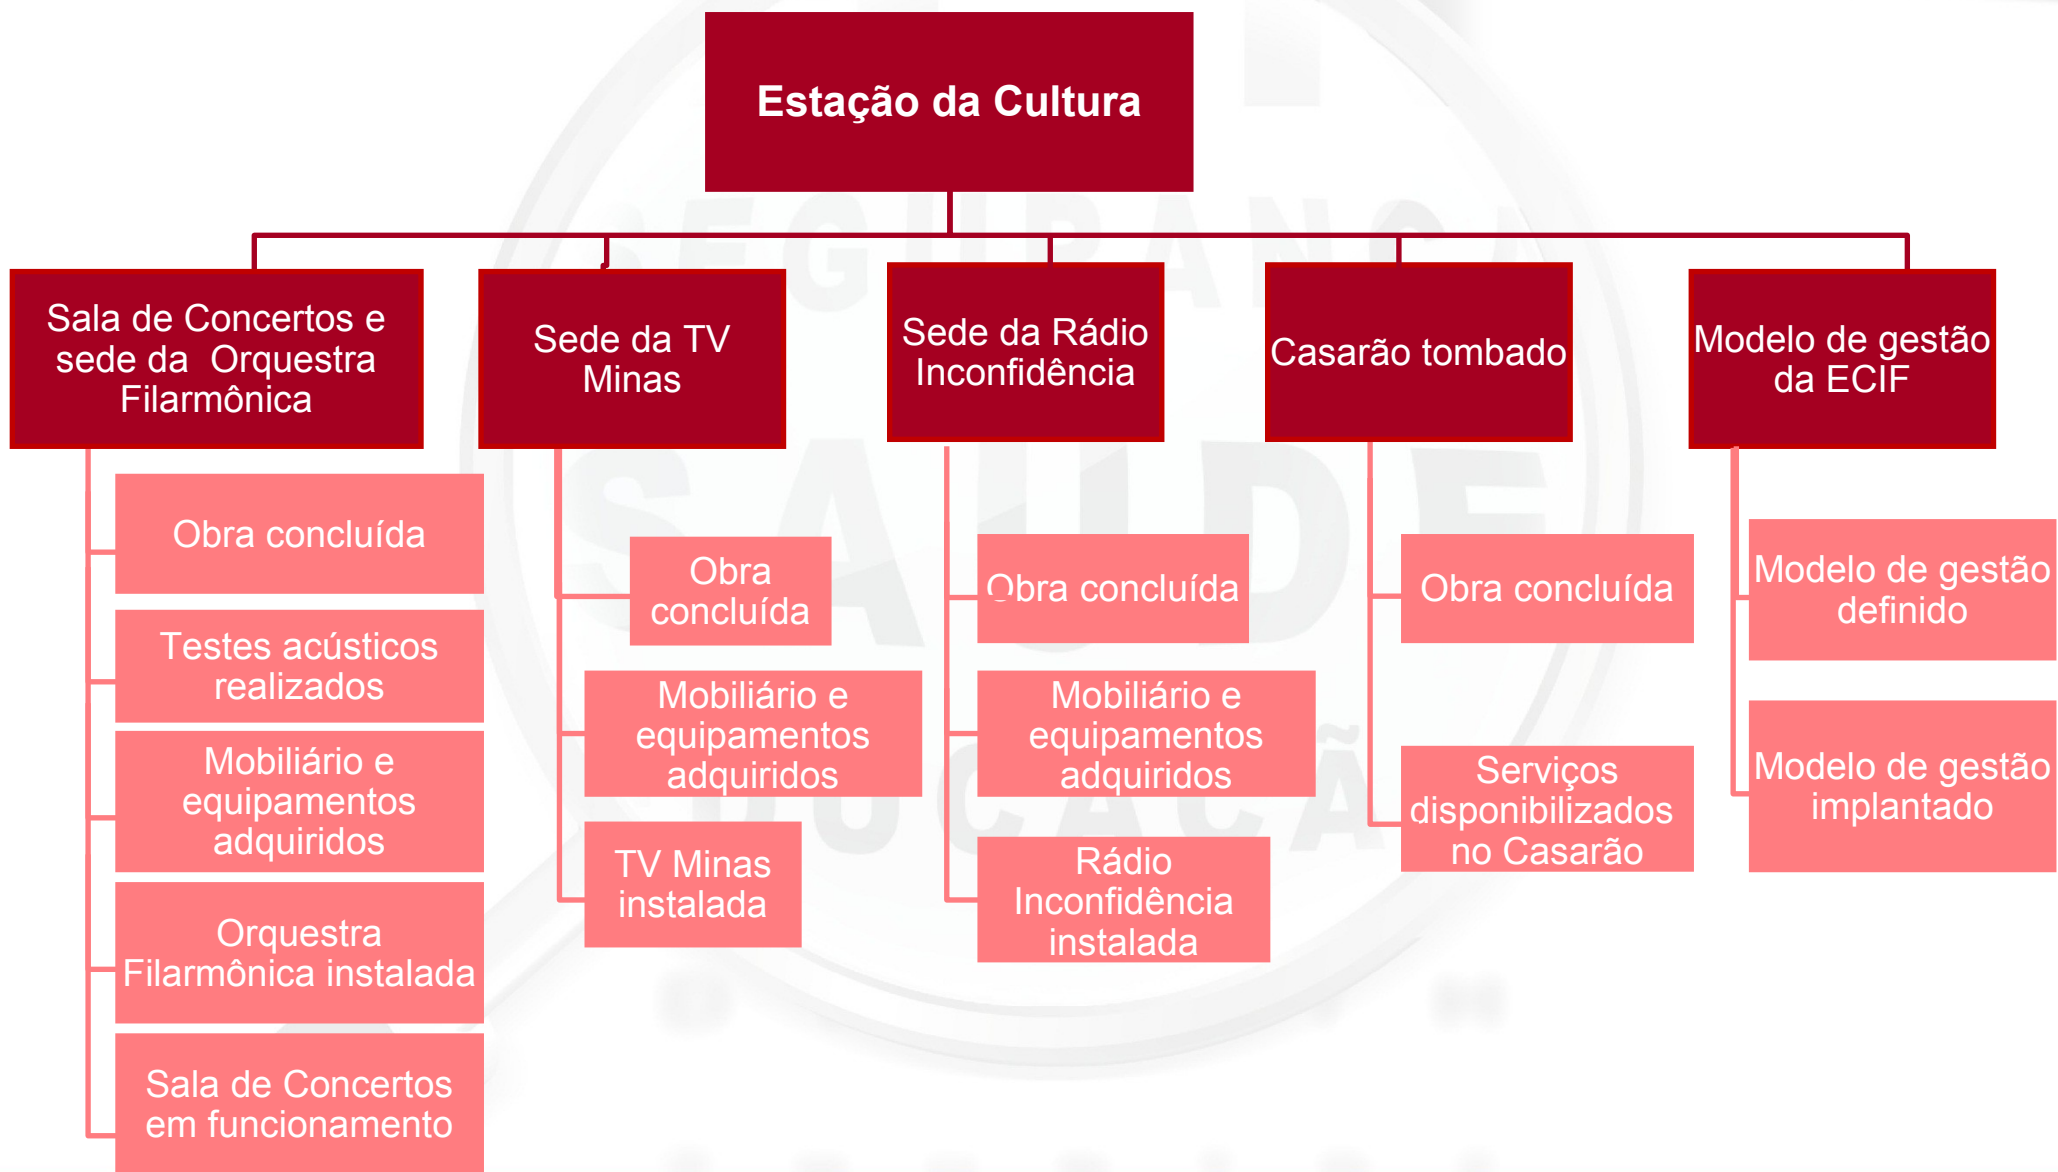 Estação da Cultura
Sala de Concertos e
sede da  Orquestra
Filarmônica
Obra concluída
Testes acústicos
realizados
Mobiliário e
equipamentos
adquiridos
Orquestra
Filarmônica instalada
Sala de Concertos
em funcionamento
Sede da TV
Minas
Obra
concluída
Mobiliário e
equipamentos
adquiridos
TV Minas
instalada
Sede da Rádio
Inconfidência
Obra concluída
Mobiliário e
equipamentos
adquiridos
Rádio
Inconfidência
instalada
Casarão tombado
Obra concluída
Serviços
disponibilizados
no Casarão
Modelo de gestão
da ECIF
Modelo de gestão
definido
Modelo de gestão
implantado
SEGURANÇA
SAUDE